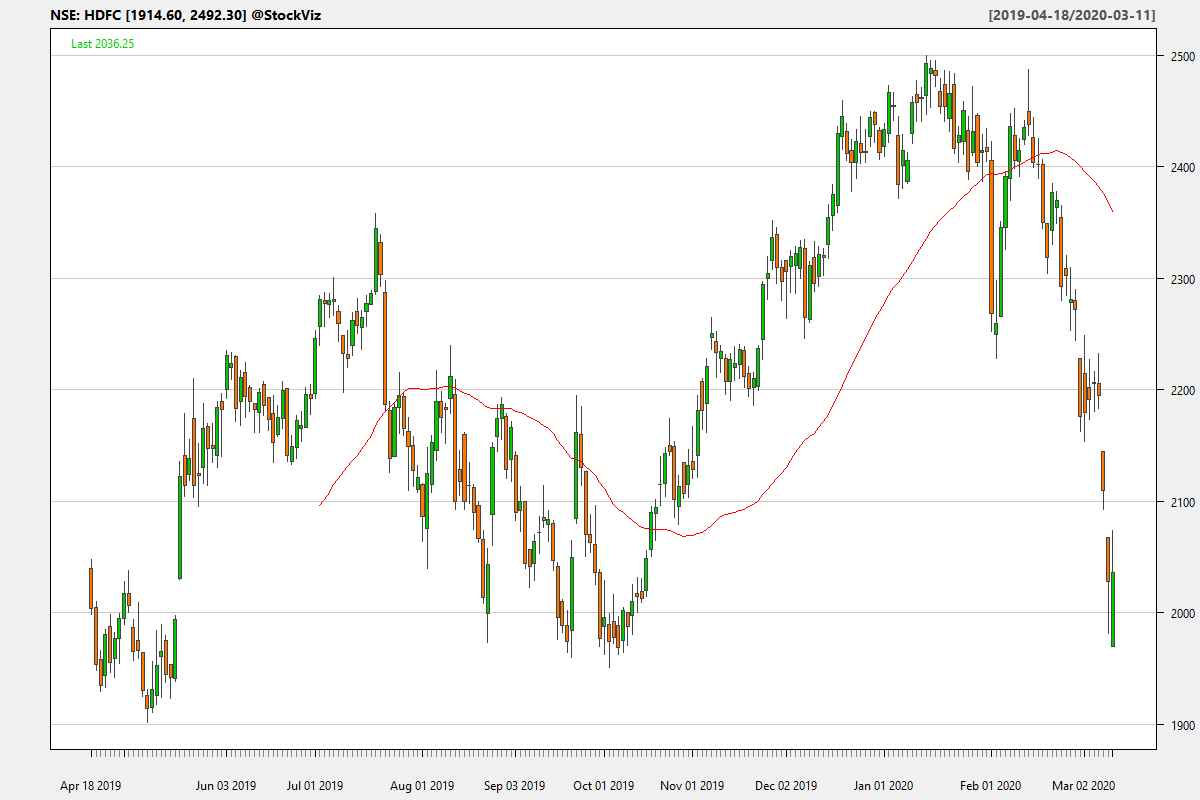 NSE: HDFC [1914.60, 2492.30] @StockViz [2019-04-18/2020-03-11]
Last 2036.25
2500
2400
2300
2200
2100
2000
1900
Apr 18 2019 Jun 03 2019 Jul 01 2019 Aug 01 2019 Sep 03 2019 Oct 01 2019 Nov 01 2019 Dec 02 2019 Jan 01 2020 Feb 01 2020 Mar 02 2020